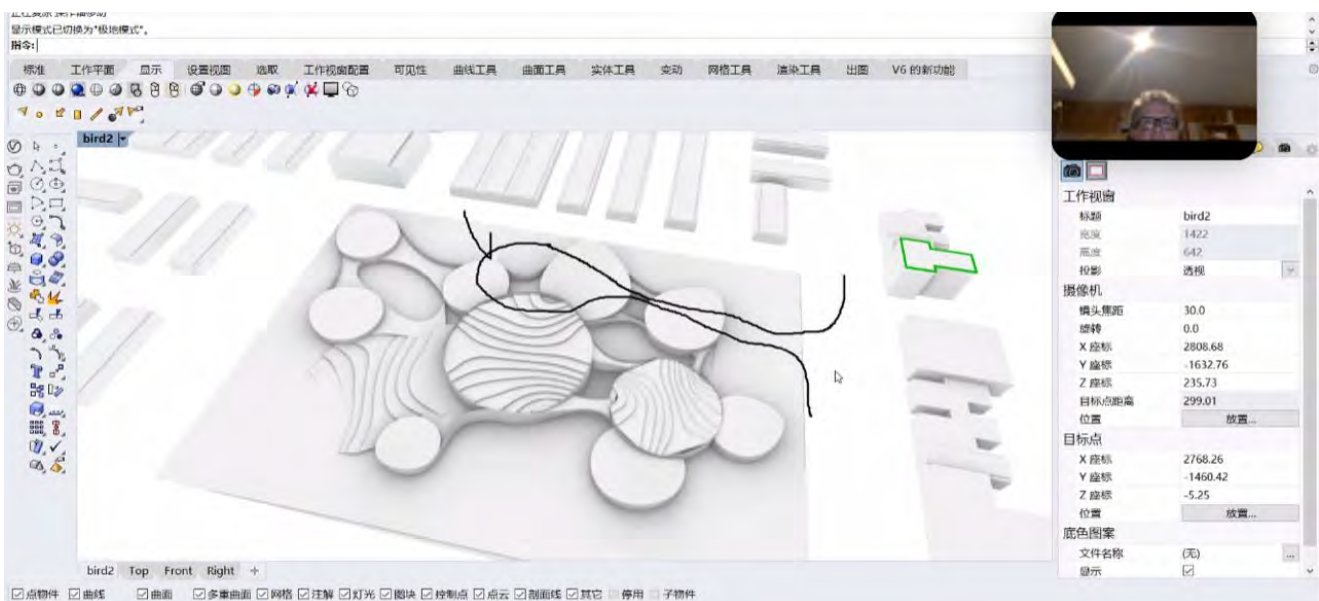 显示模式已切换为"极地模式"。
指令:
标准 工作平面 显示 设置视图 选取 工作视窗配置 可见性 曲线工具 曲面工具 实体工具 变动 网格工具 渲染工具 出图 V6 的新功能
bird2
工作视窗
标题 bird2
宽度 1422
高度 642
投影 透视
摄像机
镜头焦距 30.0
旋转 0.0
X 座标 2808.68
Y 座标 -1632.76
Z 座标 235.73
目标点距离 299.01
位置 放置...
目标点
X 座标 2768.26
Y 座标 -1460.42
Z 座标 -5.25
位置 放置...
底色图案
文件名称 (无) ...
显示
bird2 Top Front Right
点物件 曲线 曲面 多重曲面 网格 注解 灯光 图块 控制点 点云 剖面线 其它 停用 子物件